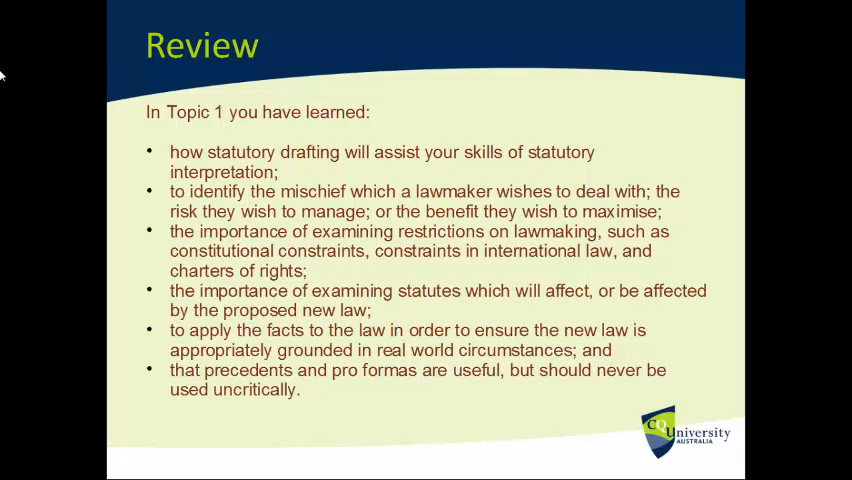 Review
In Topic 1 you have learned:
• how statutory drafting will assist your skills of statutory
interpretation;
• to identify the mischief which a lawmaker wishes to deal with; the
risk they wish to manage; or the benefit they wish to maximise;
• the importance of examining restrictions on lawmaking, such as
constitutional constraints, constraints in international law, and
charters of rights;
• the importance of examining statutes which will affect, or be affected
by the proposed new law;
• to apply the facts to the law in order to ensure the new law is
appropriately grounded in real world circumstances; and
• that precedents and pro formas are useful, but should never be
used uncritically.
CQUniversity
AUSTRALIA